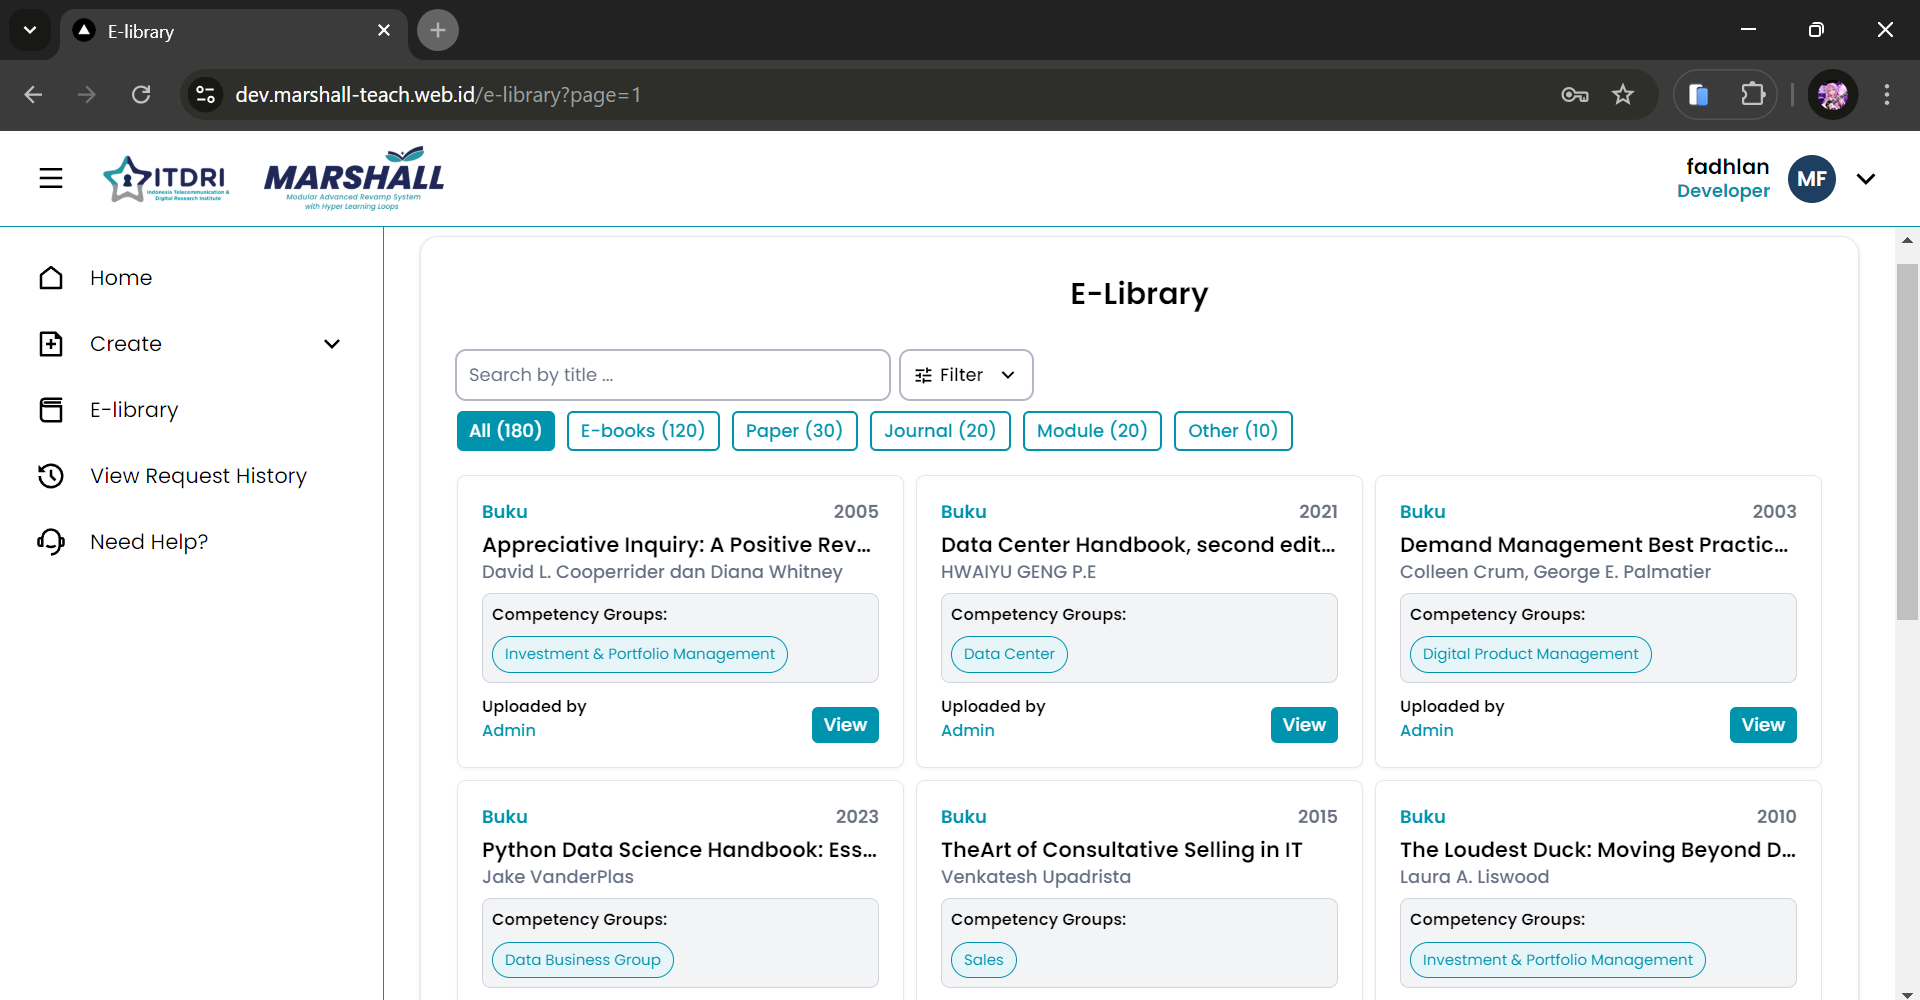 E-library
dev.marshall-teach.web.id/e-library?page=1
ITDRI
Indonesia Telecommunication &
Digital Research Institute
MARSHALL
Modular Advanced Revamp System
with Hyper Learning Loops
fadhlan
Developer
MF
Home
Create
E-library
View Request History
Need Help?
E-Library
Search by title ...
Filter
All (180)
E-books (120)
Paper (30)
Journal (20)
Module (20)
Other (10)
Buku 2005
Appreciative Inquiry: A Positive Rev...
David L. Cooperrider dan Diana Whitney
Competency Groups:
Investment & Portfolio Management
Uploaded by
Admin
View
Buku 2021
Data Center Handbook, second edit...
HWAIYU GENG P.E
Competency Groups:
Data Center
Uploaded by
Admin
View
Buku 2003
Demand Management Best Practic...
Colleen Crum, George E. Palmatier
Competency Groups:
Digital Product Management
Uploaded by
Admin
View
Buku 2023
Python Data Science Handbook: Ess...
Jake VanderPlas
Competency Groups:
Data Business Group
Buku 2015
TheArt of Consultative Selling in IT
Venkatesh Upadrista
Competency Groups:
Sales
Buku 2010
The Loudest Duck: Moving Beyond D...
Laura A. Liswood
Competency Groups:
Investment & Portfolio Management